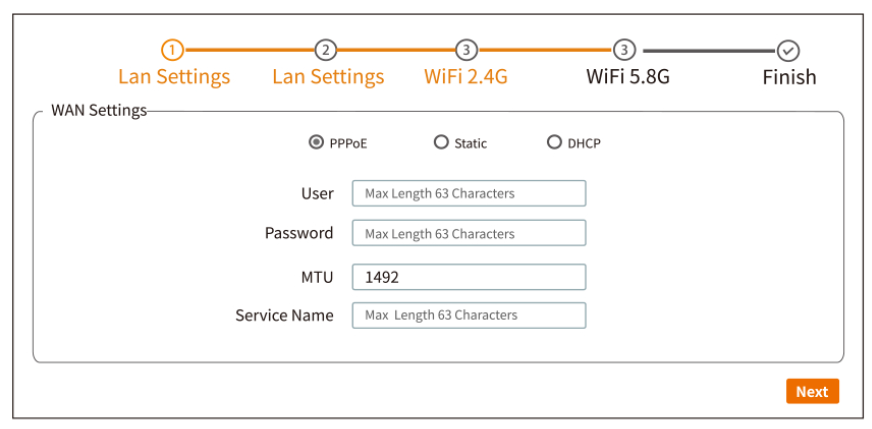 1 2 3 3
Lan Settings Lan Settings WiFi 2.4G WiFi 5.8G Finish
WAN Settings
PPPoE Static DHCP
User Max Length 63 Characters
Password Max Length 63 Characters
MTU 1492
Service Name Max Length 63 Characters
Next